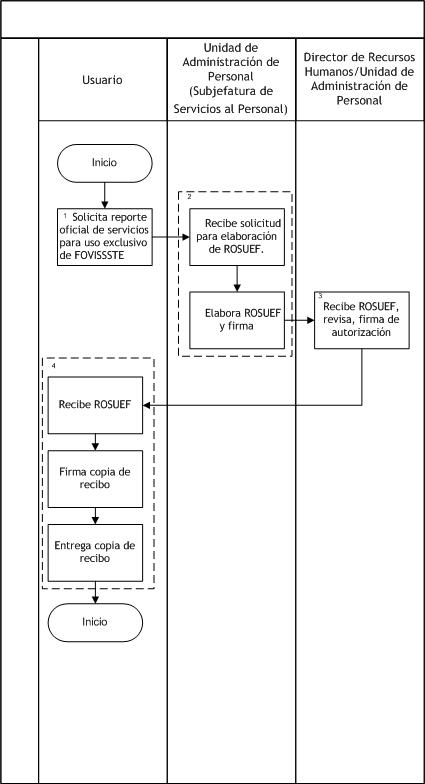 Usuario
Unidad de
Administración de
Personal
(Subjefatura de
Servicios al Personal)
Director de Recursos
Humanos/Unidad de
Administración de
Personal
Inicio
1 Solicita reporte
oficial de servicios
para uso exclusivo
de FOVISSSTE
2
Recibe solicitud
para elaboración
de ROSUEF.
Elabora ROSUEF
y firma
3
Recibe ROSUEF,
revisa, firma de
autorización
4
Recibe ROSUEF
Firma copia de
recibo
Entrega copia de
recibo
Inicio